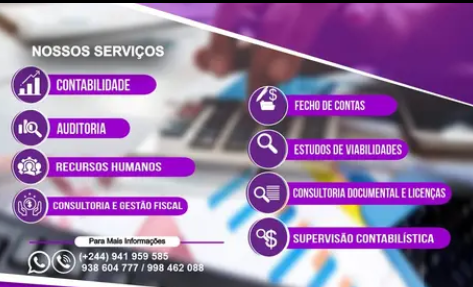 NOSSOS SERVIÇOS
CONTABILIDADE
AUDITORIA
RECURSOS HUMANOS
CONSULTORIA E GESTÃO FISCAL
FECHO DE CONTAS
ESTUDOS DE VIABILIDADES
CONSULTORIA DOCUMENTAL E LICENÇAS
SUPERVISÃO CONTABILÍSTICA
Para Mais Informações
(+244) 941 959 585
938 604 777 / 998 462 088